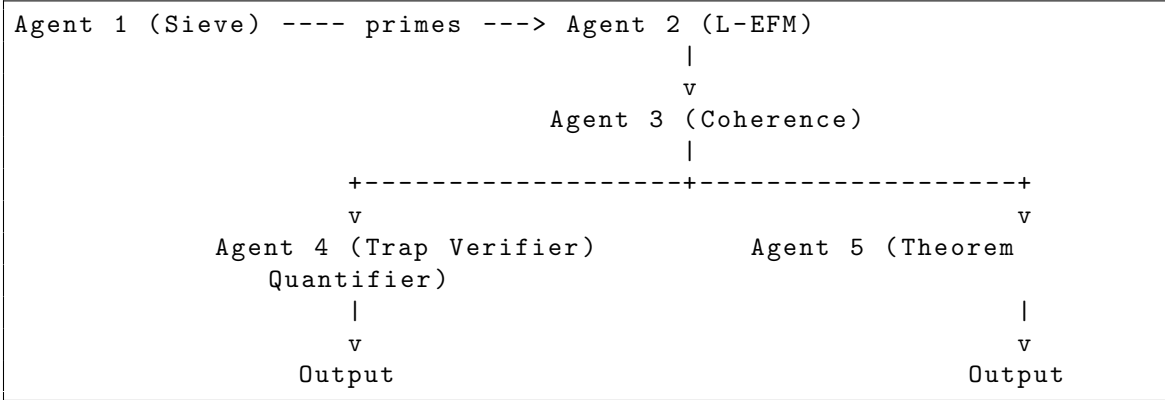 Agent 1 (Sieve) ---- primes ---> Agent 2 (L-EFM)
|
v
Agent 3 (Coherence)
|
+-------------------+-------------------+
v v
Agent 4 (Trap Verifier) Agent 5 (Theorem
Quantifier)
| |
v v
Output Output